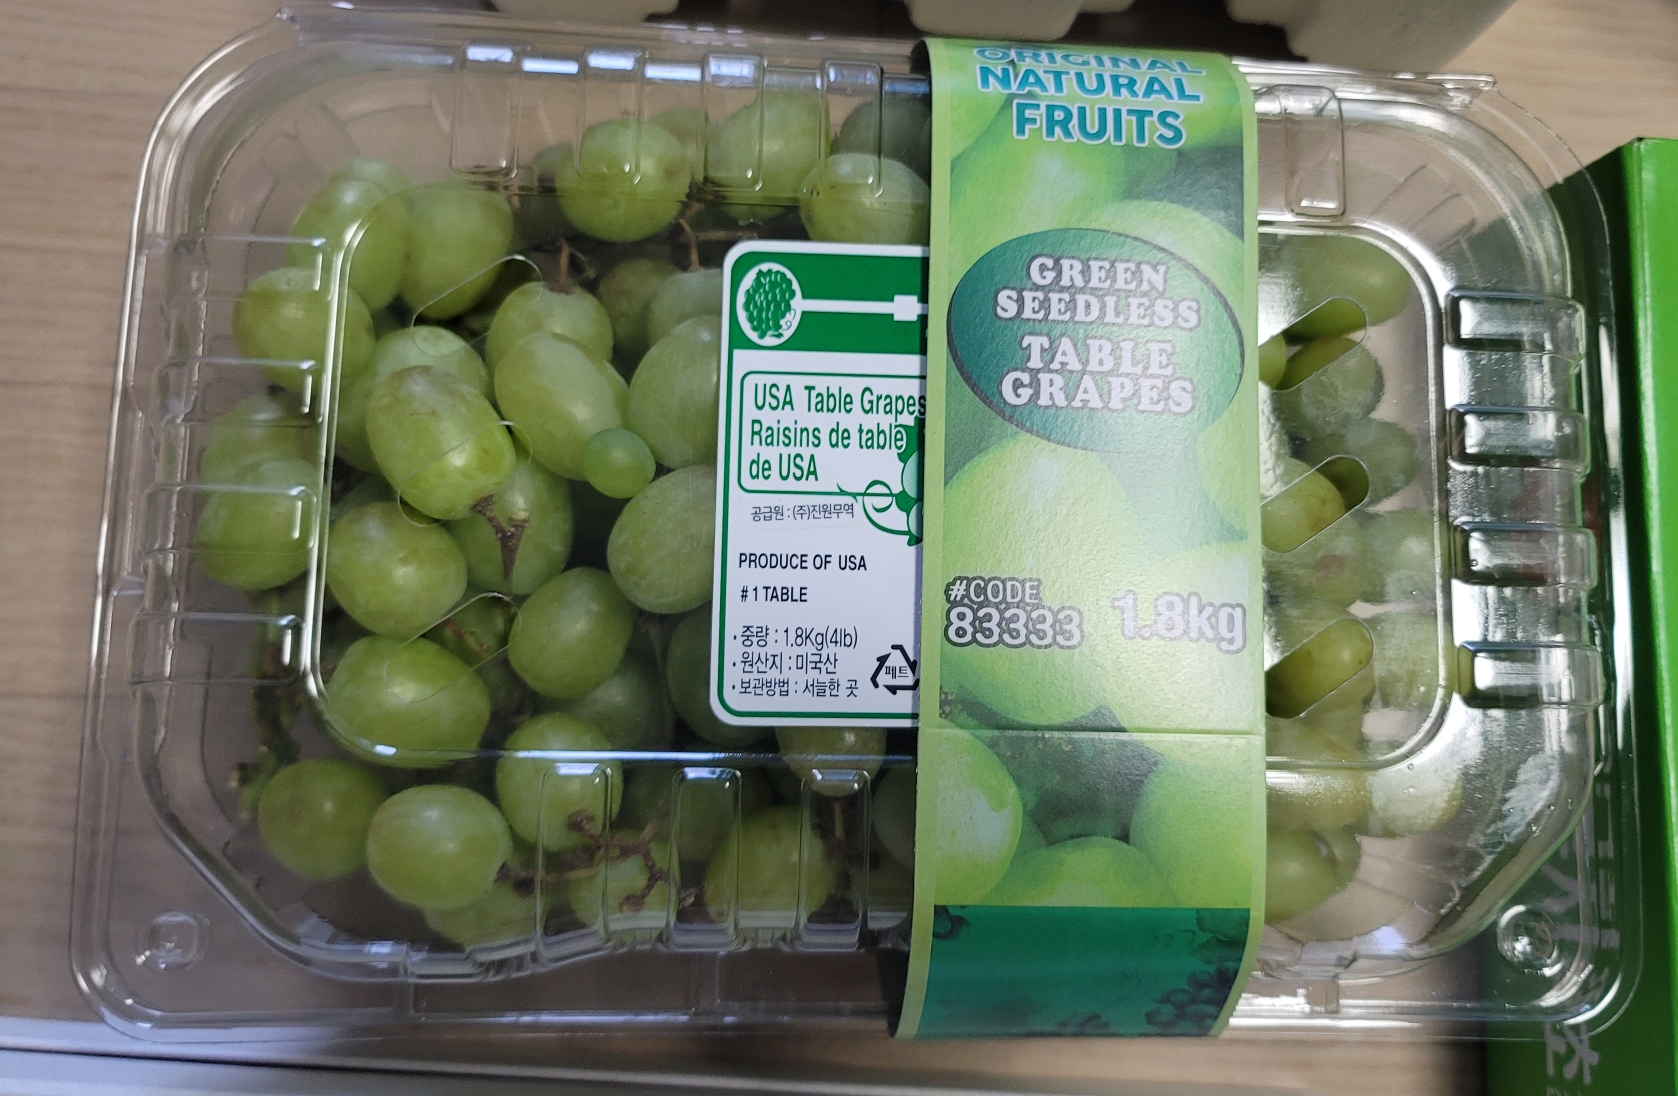 ORIGINAL
NATURAL
FRUITS
GREEN
SEEDLESS
TABLE
GRAPES
#CODE
83333
1.8kg
USA Table Grapes
Raisins de table
de USA
공급원 : (주)진원무역
PRODUCE OF USA
#1 TABLE
· 중량 : 1.8Kg(4lb)
· 원산지 : 미국산
· 보관방법 : 서늘한 곳
페트